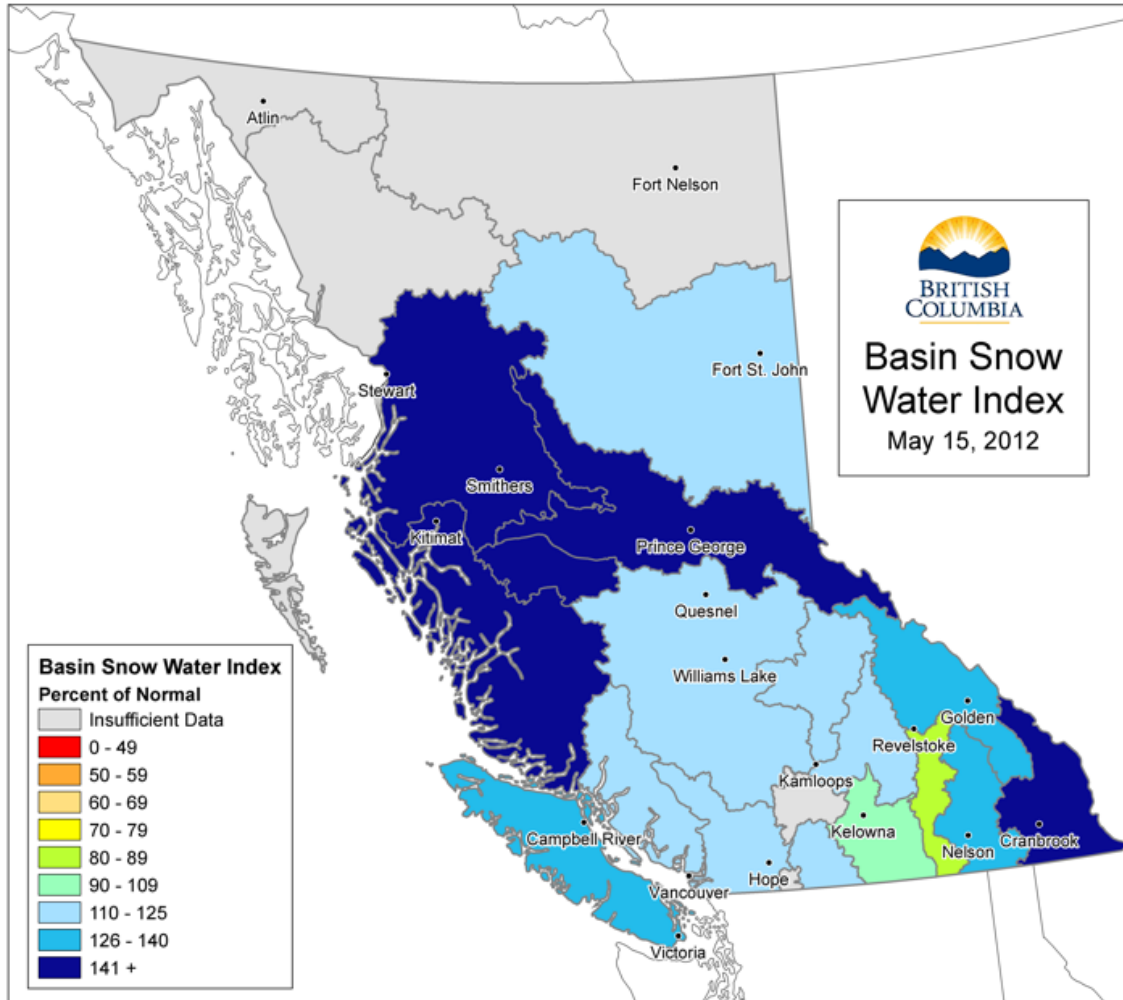 Atlin
Fort Nelson
BRITISH
COLUMBIA
Basin Snow
Water Index
May 15, 2012
Fort St. John
Stewart
Smithers
Kitimat
Prince George
Quesnel
Williams Lake
Golden
Revelstoke
Kamloops
Kelowna
Campbell River
Nelson
Cranbrook
Hope
Vancouver
Victoria
Basin Snow Water Index
Percent of Normal
Insufficient Data
0 - 49
50 - 59
60 - 69
70 - 79
80 - 89
90 - 109
110 - 125
126 - 140
141 +